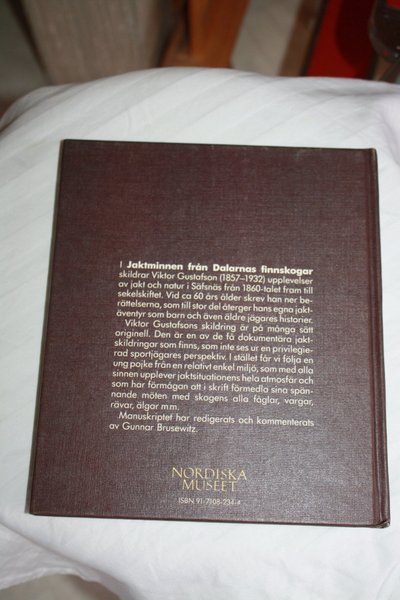 I Jaktminnen från Dalarnas finnskogar
skildrar Viktor Gustafson (1857–1932) upplevelser
av jakt och natur i Säfsnäs från 1860-talet fram till
sekelskiftet. Vid ca 60 års ålder skrev han ner be-
rättelserna, som till stor del återger hans egna jakt-
äventyr som barn och även äldre jägares historier.
Viktor Gustafsons skildring är på många sätt
originell. Den är en av de få dokumentära jakt-
skildringar som finns, som inte ses ur en privilegie-
rad sportjägares perspektiv. I stället får vi följa en
ung pojke från en relativt enkel miljö, som med alla
sinnen upplever jaktsituationens hela atmosfär och
som har förmågan att i skrift förmedla sina spän-
nande möten med skogens alla fåglar, vargar,
rävar, älgar mm.
Manuskriptet har redigerats och kommenterats
av Gunnar Brusewitz.
NORDISKA
MUSEET
ISBN 91-7108-234-4